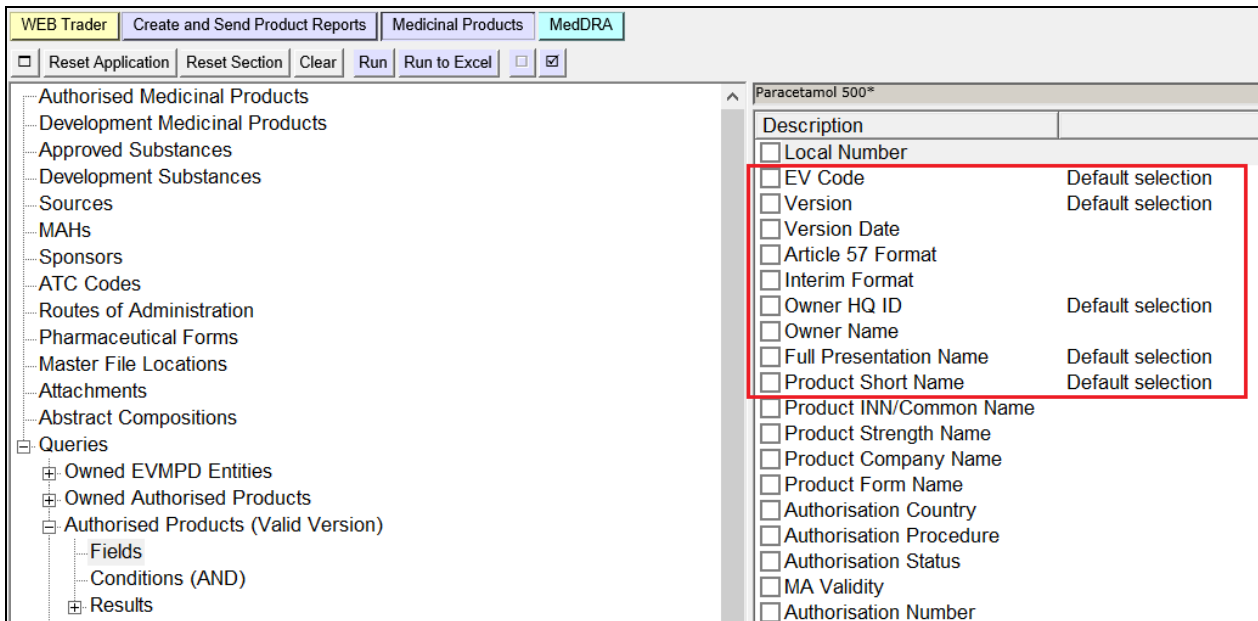 WEB Trader Create and Send Product Reports Medicinal Products MedDRA
Reset Application Reset Section Clear Run Run to Excel
Authorised Medicinal Products
Development Medicinal Products
Approved Substances
Development Substances
Sources
MAHs
Sponsors
ATC Codes
Routes of Administration
Pharmaceutical Forms
Master File Locations
Attachments
Abstract Compositions
Queries
Owned EVMPD Entities
Owned Authorised Products
Authorised Products (Valid Version)
Fields
Conditions (AND)
Results
Paracetamol 500*
Description
Local Number
EV Code Default selection
Version Default selection
Version Date
Article 57 Format
Interim Format
Owner HQ ID Default selection
Owner Name
Full Presentation Name Default selection
Product Short Name Default selection
Product INN/Common Name
Product Strength Name
Product Company Name
Product Form Name
Authorisation Country
Authorisation Procedure
Authorisation Status
MA Validity
Authorisation Number